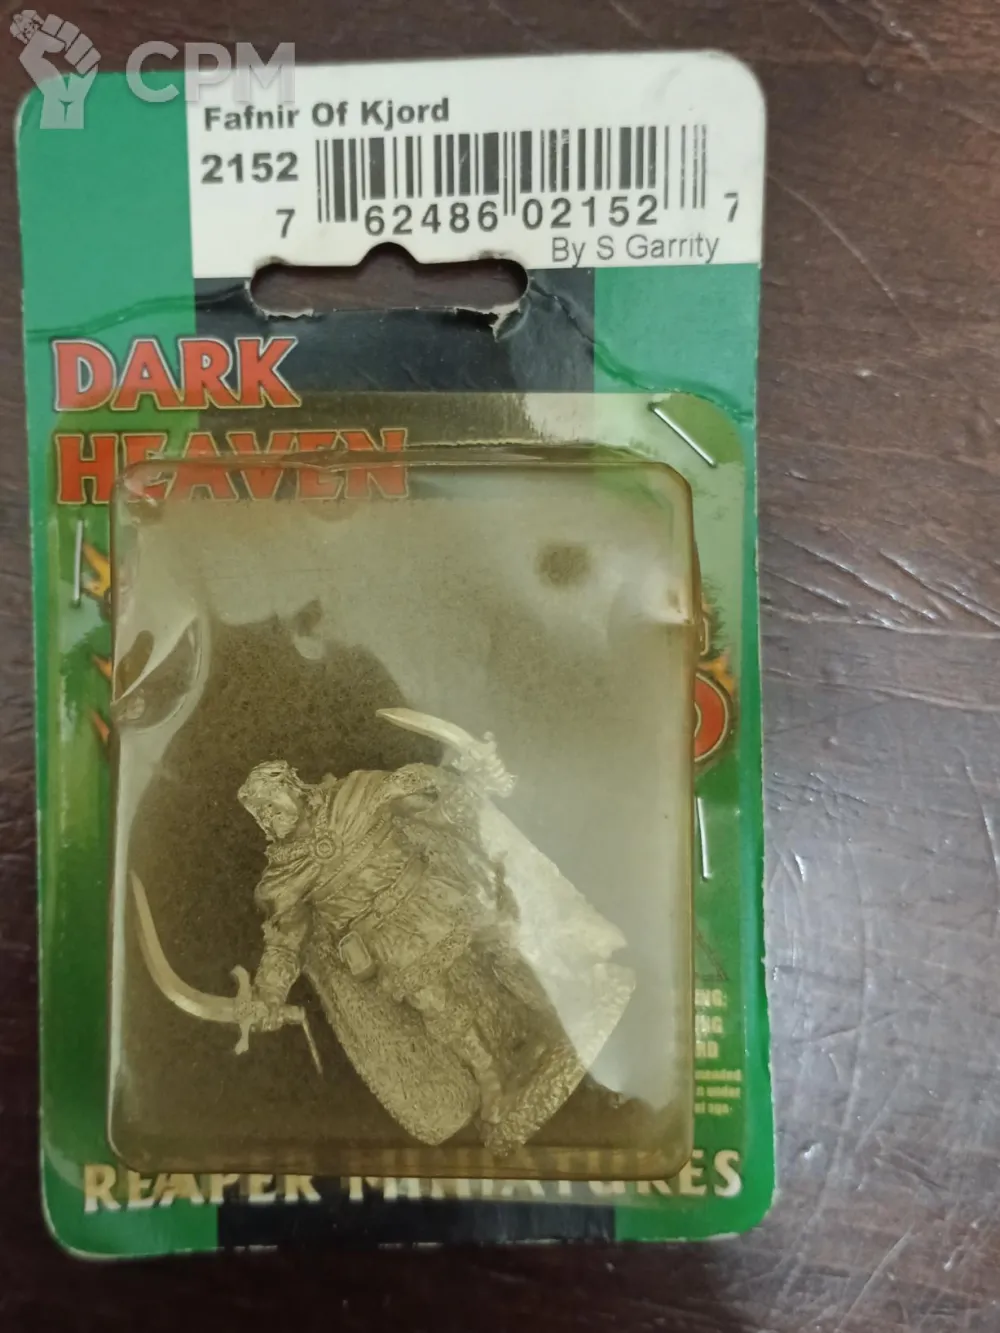 CPM
Fafnir Of Kjord
2152
7 62486 02152 7
By S Garrity
DARK
HEAVEN
REAPER MINIATURES